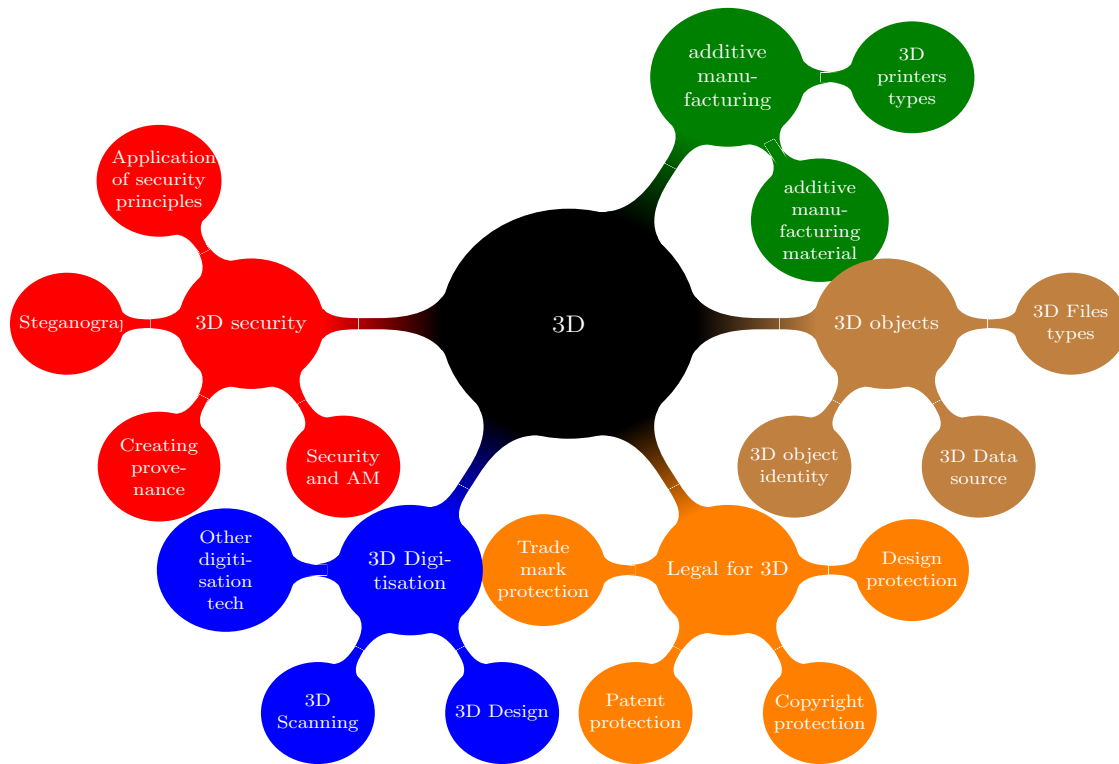 additive
manu-
facturing
3D
printers
types
additive
manu-
facturing
material
Application
of security
principles
3D security
Steganogra
Creating
prove-
nance
Security
and AM
3D
3D objects
3D Files
types
3D object
identity
3D Data
source
Other
digiti-
sation
tech
3D Digi-
tisation
3D
Scanning
3D Design
Trade
mark
protection
Legal for 3D
Design
protection
Patent
protection
Copyright
protection